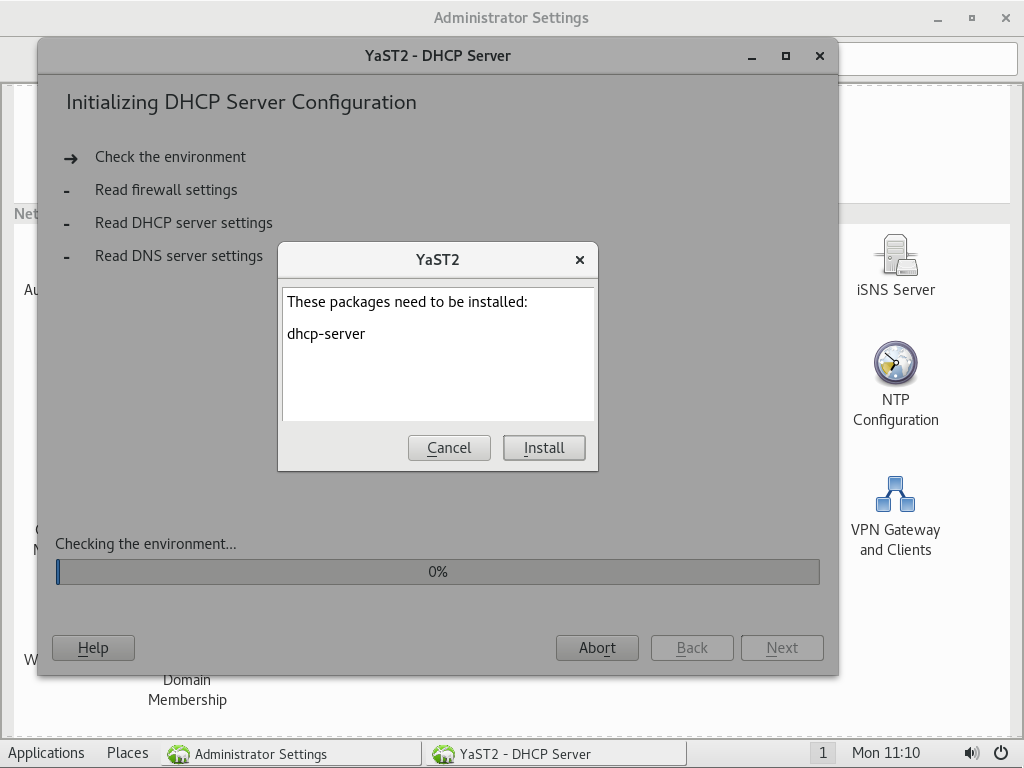 Administrator Settings
YaST2 - DHCP Server
Initializing DHCP Server Configuration
Check the environment
- Read firewall settings
- Read DHCP server settings
- Read DNS server settings
Net
Au
YaST2
These packages need to be installed:
dhcp-server
Cancel
Install
iSNS Server
NTP
Configuration
VPN Gateway
and Clients
Checking the environment...
0%
Help
Abort
Back
Next
W
Domain
Membership
Applications
Places
Administrator Settings
YaST2 - DHCP Server
1
Mon 11:10